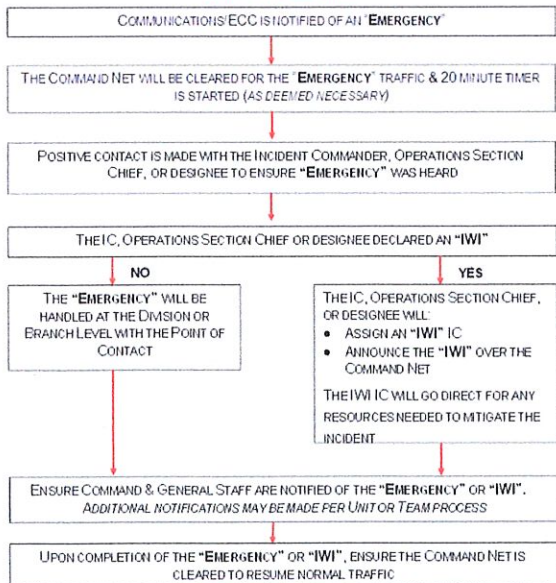 COMMUNICATIONS/ECC IS NOTIFIED OF AN "EMERGENCY"
THE COMMAND NET WILL BE CLEARED FOR THE "EMERGENCY" TRAFFIC & 20 MINUTE TIMER
IS STARTED (AS DEEMED NECESSARY)
POSITIVE CONTACT IS MADE WITH THE INCIDENT COMMANDER, OPERATIONS SECTION
CHIEF, OR DESIGNEE TO ENSURE "EMERGENCY" WAS HEARD
THE IC, OPERATIONS SECTION CHIEF OR DESIGNEE DECLARED AN "IWI"
NO
YES
THE "EMERGENCY" WILL BE
HANDLED AT THE DIVISION OR
BRANCH LEVEL WITH THE POINT OF
CONTACT
THE IC, OPERATIONS SECTION CHIEF,
OR DESIGNEE WILL:
• ASSIGN AN "IWI" IC
• ANNOUNCE THE "IWI" OVER THE
COMMAND NET
THE IWI IC WILL GO DIRECT FOR ANY
RESOURCES NEEDED TO MITIGATE THE
INCIDENT
ENSURE COMMAND & GENERAL STAFF ARE NOTIFIED OF THE "EMERGENCY" OR "IWI".
ADDITIONAL NOTIFICATIONS MAY BE MADE PER UNIT OR TEAM PROCESS
UPON COMPLETION OF THE "EMERGENCY" OR "IWI", ENSURE THE COMMAND NET IS
CLEARED TO RESUME NORMAL TRAFFIC